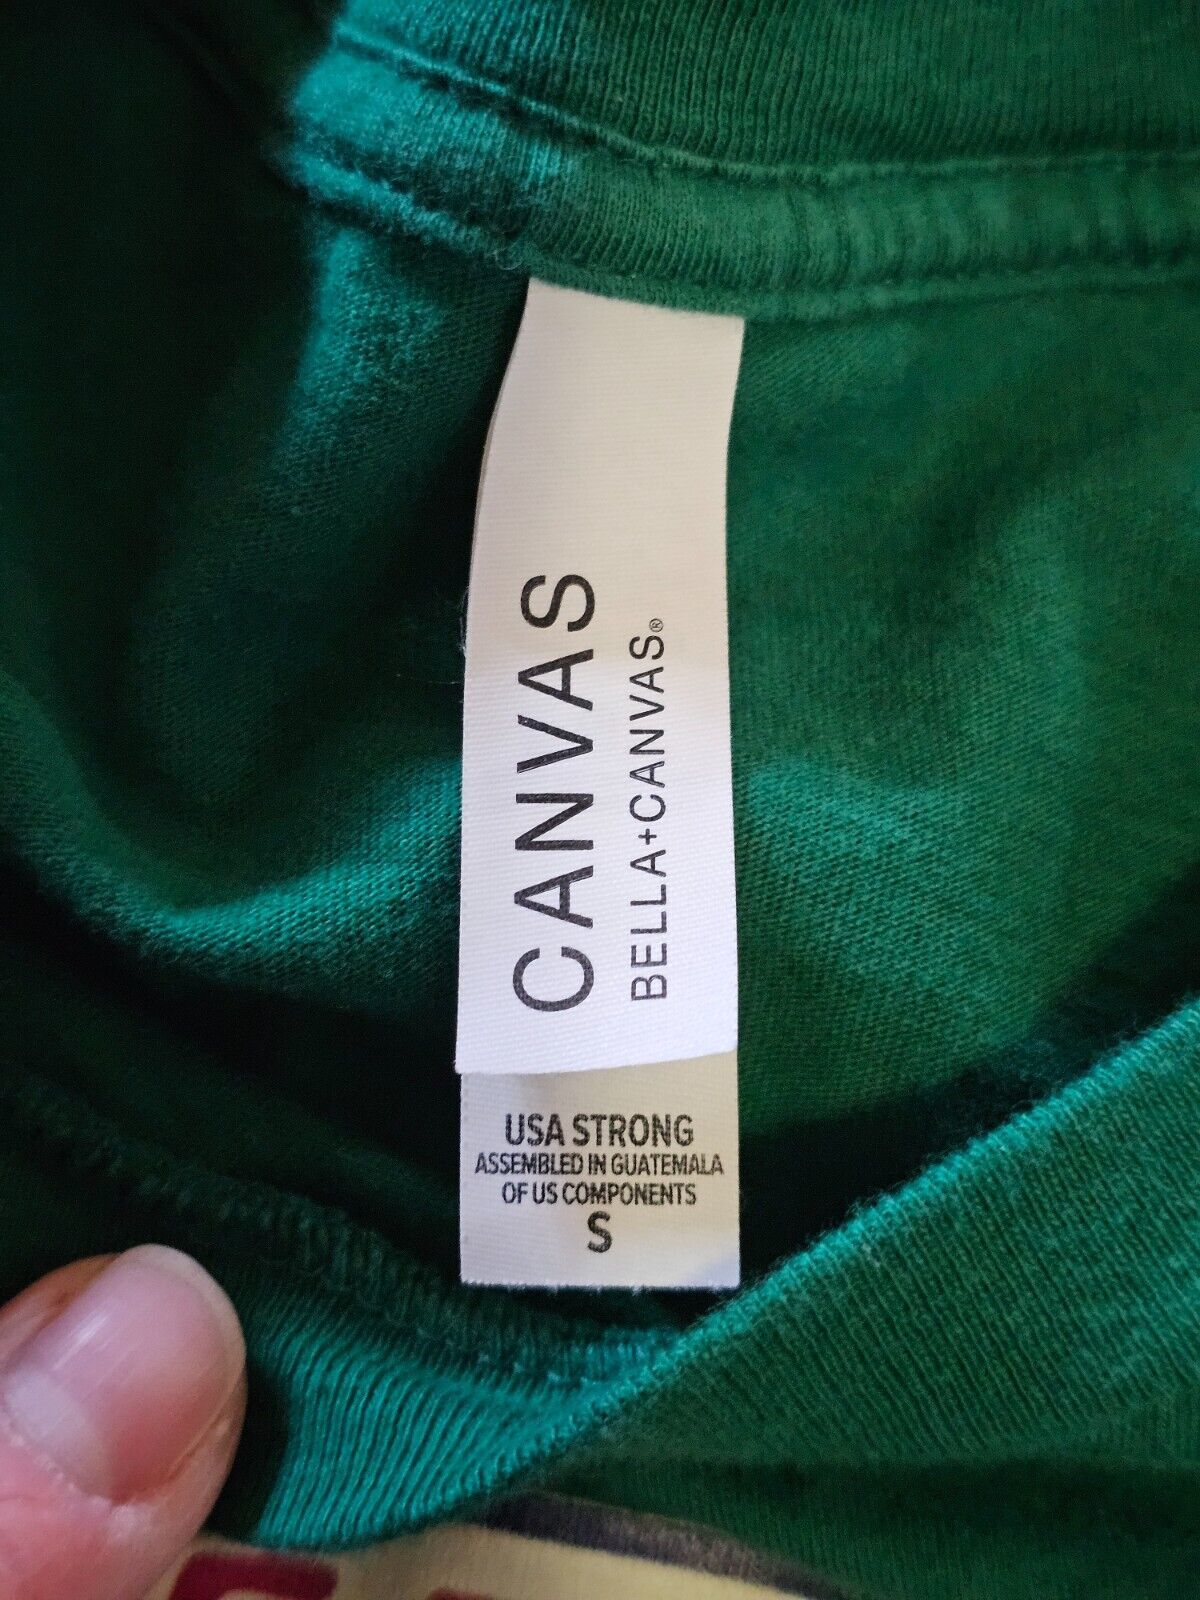 CANVAS
BELLA+CANVAS®
USA STRONG
ASSEMBLED IN GUATEMALA
OF US COMPONENTS
S